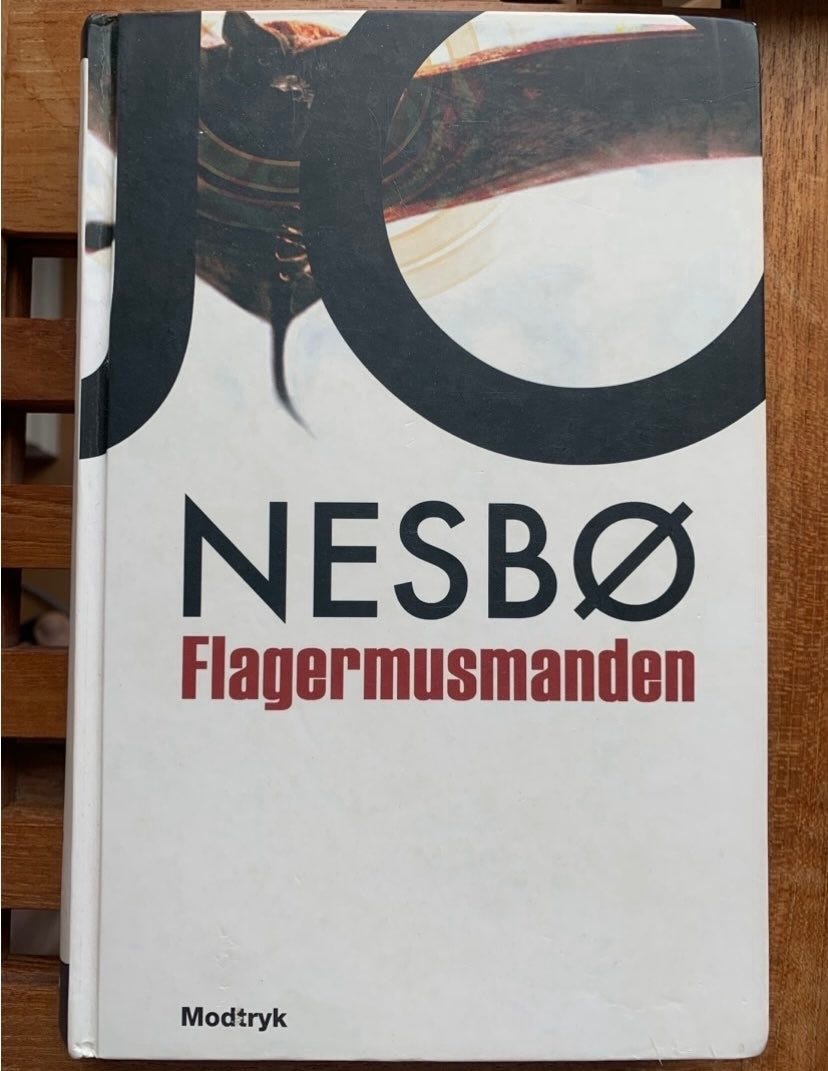 JO
NESBØ
Flagermusmanden
Modtryk